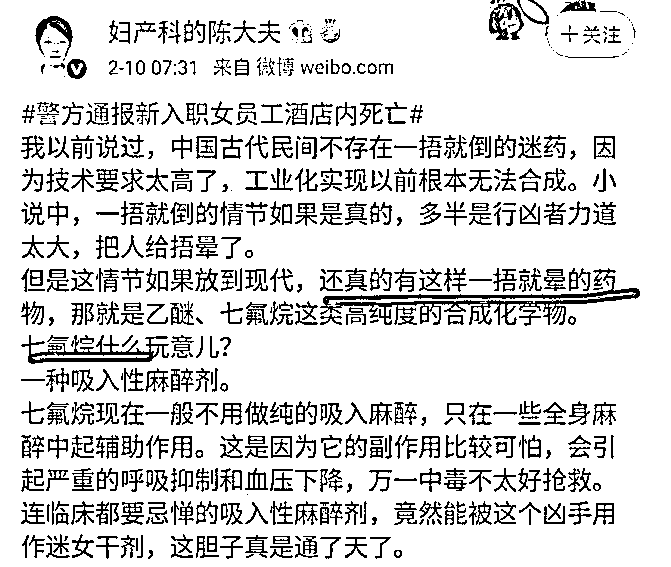 妇产科的陈大夫
+关注
2-10 07:31 来自 微博 weibo.com
#警方通报新入职女员工酒店内死亡#
我以前说过，中国古代民间不存在一捂就倒的迷药，因
为技术要求太高了，工业化实现以前根本无法合成。小
说中，一捂就倒的情节如果是真的，多半是行凶者力道
太大，把人给捂晕了。
但是这情节如果放到现代，还真的有这样一捂就晕的药
物，那就是乙醚、七氟烷这类高纯度的合成化学物。
七氟烷什么玩意儿？
一种吸入性麻醉剂。
七氟烷现在一般不用做纯的吸入麻醉，只在一些全身麻
醉中起辅助作用。这是因为它的副作用比较可怕，会引
起严重的呼吸抑制和血压下降，万一中毒不太好抢救。
连临床都要忌惮的吸入性麻醉剂，竟然能被这个凶手用
作迷女干剂，这胆子真是通了天了。